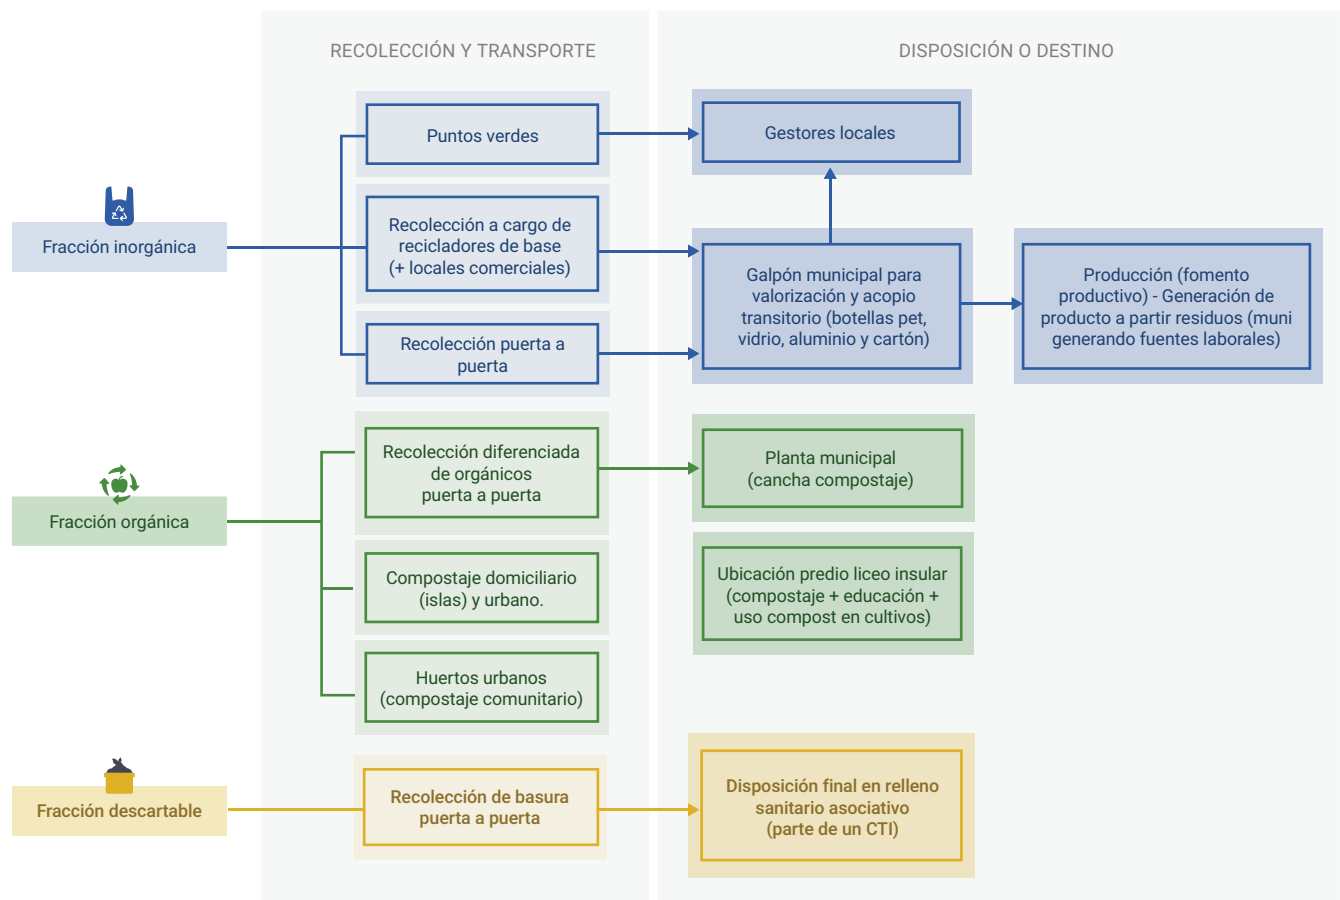 RECOLECCIÓN Y TRANSPORTE
DISPOSICIÓN O DESTINO
Fracción inorgánica
Puntos verdes
Gestores locales
Recolección a cargo de
recicladores de base
(+ locales comerciales)
Recolección puerta a
puerta
Galpón municipal para
valorización y acopio
transitorio (botellas pet,
vidrio, aluminio y cartón)
Producción (fomento
productivo) - Generación de
producto a partir residuos (muni
generando fuentes laborales)
Fracción orgánica
Recolección diferenciada
de orgánicos
puerta a puerta
Planta municipal
(cancha compostaje)
Compostaje domiciliario
(islas) y urbano.
Ubicación predio liceo insular
(compostaje + educación +
uso compost en cultivos)
Huertos urbanos
(compostaje comunitario)
Fracción descartable
Recolección de basura
puerta a puerta
Disposición final en relleno
sanitario asociativo
(parte de un CTI)